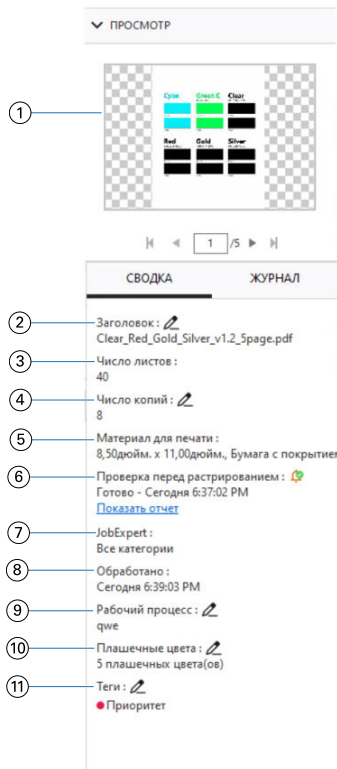 ПРОСМОТР
1
Cyan Green C Clear
Red Gold Silver
1 /5
СВОДКА ЖУРНАЛ
2 Заголовок :
Clear_Red_Gold_Silver_v1.2_5page.pdf
3 Число листов :
40
4 Число копий :
8
5 Материал для печати :
8,50дюйм. x 11,00дюйм., Бумага с покрытием
6 Проверка перед растрированием :
Готово - Сегодня 6:37:02 PM
Показать отчет
7 JobExpert :
Все категории
8 Обработано :
Сегодня 6:39:03 PM
9 Рабочий процесс :
qwe
10 Плашечные цвета :
5 плашечных цвета(ов)
11 Теги :
Приоритет